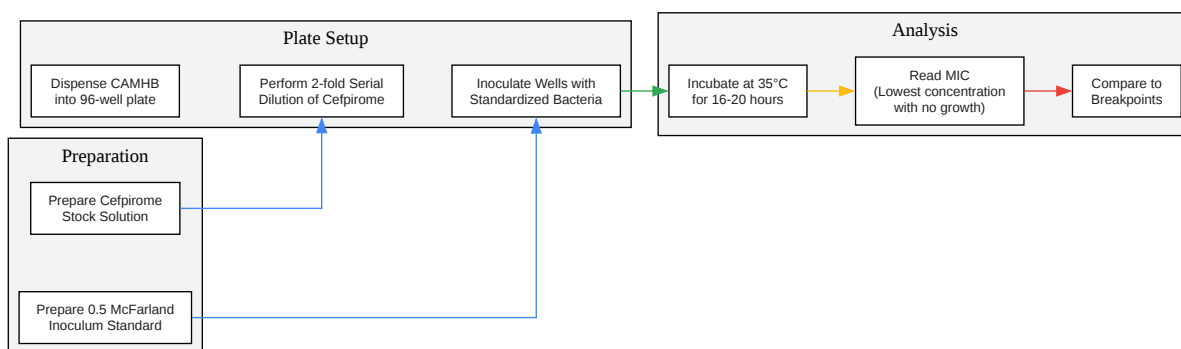 Plate Setup
Dispense CAMHB
into 96-well plate
Perform 2-fold Serial
Dilution of Cefpirome
Inoculate Wells with
Standardized Bacteria
Analysis
Incubate at 35°C
for 16-20 hours
Read MIC
(Lowest concentration
with no growth)
Compare to
Breakpoints
Preparation
Prepare Cefpirome
Stock Solution
Prepare 0.5 McFarland
Inoculum Standard